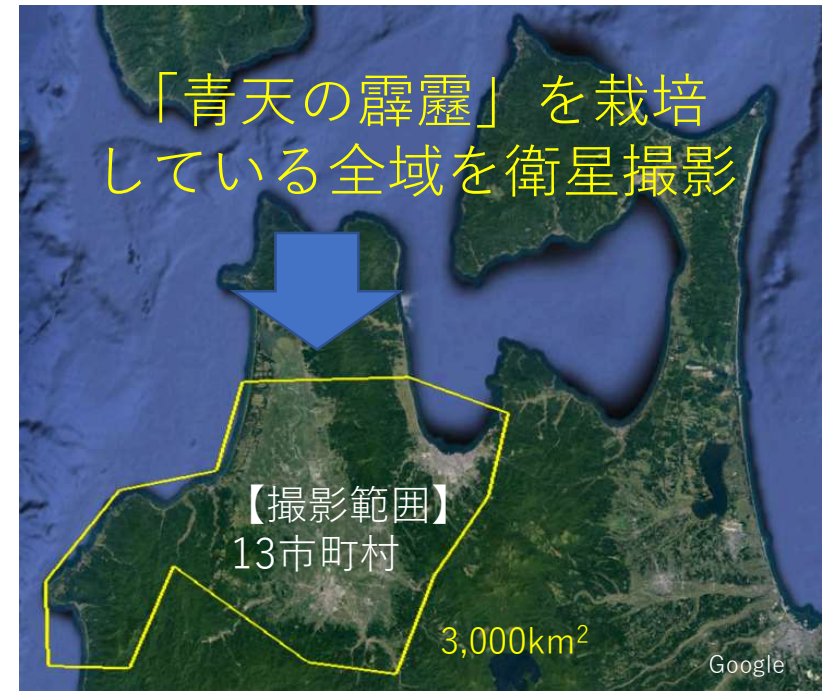 「青天の霹靂」を栽培
している全域を衛星撮影
【撮影範囲】
13市町村
3,000km²
Google